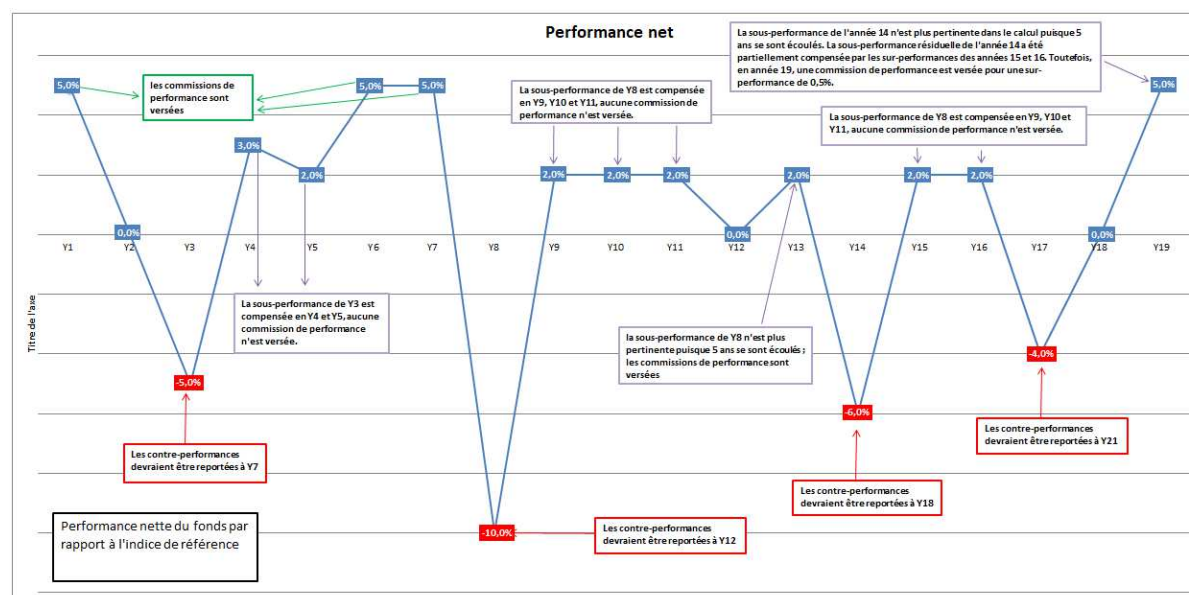 Performance net
La sous-performance de l'année 14 n'est plus pertinente dans le calcul puisque 5
ans se sont écoulés. La sous-performance résiduelle de l'année 14 a été
partiellement compensée par les sur-performances des années 15 et 16. Toutefois,
en année 19, une commission de performance est versée pour une sur-
performance de 0,5%.
5,0%
les commissions de
performance sont
versées
5,0%
5,0%
La sous-performance de Y8 est compensée
en Y9, Y10 et Y11, aucune commission de
performance n'est versée.
La sous-performance de Y8 est compensée en Y9, Y10 et
Y11, aucune commission de performance n'est versée.
5,0%
3,0%
2,0%
2,0%
2,0%
2,0%
2,0%
2,0%
2,0%
0,0%
0,0%
0,0%
Y1
Y2
Y3
Y4
Y5
Y6
Y7
Y8
Y9
Y10
Y11
Y12
Y13
Y14
Y15
Y16
Y17
Y18
Y19
Titre de l'axe
La sous-performance de Y3 est
compensée en Y4 et Y5, aucune
commission de performance
n'est versée.
la sous-performance de Y8 n'est plus
pertinente puisque 5 ans se sont écoulés ;
les commissions de performance sont
versées
-5,0%
-4,0%
-6,0%
Les contre-performances
devraient être reportées à Y7
Les contre-performances
devraient être reportées à Y21
Les contre-performances
devraient être reportées à Y18
Performance nette du fonds par
rapport à l'indice de référence
-10,0%
Les contre-performances
devraient être reportées à Y12